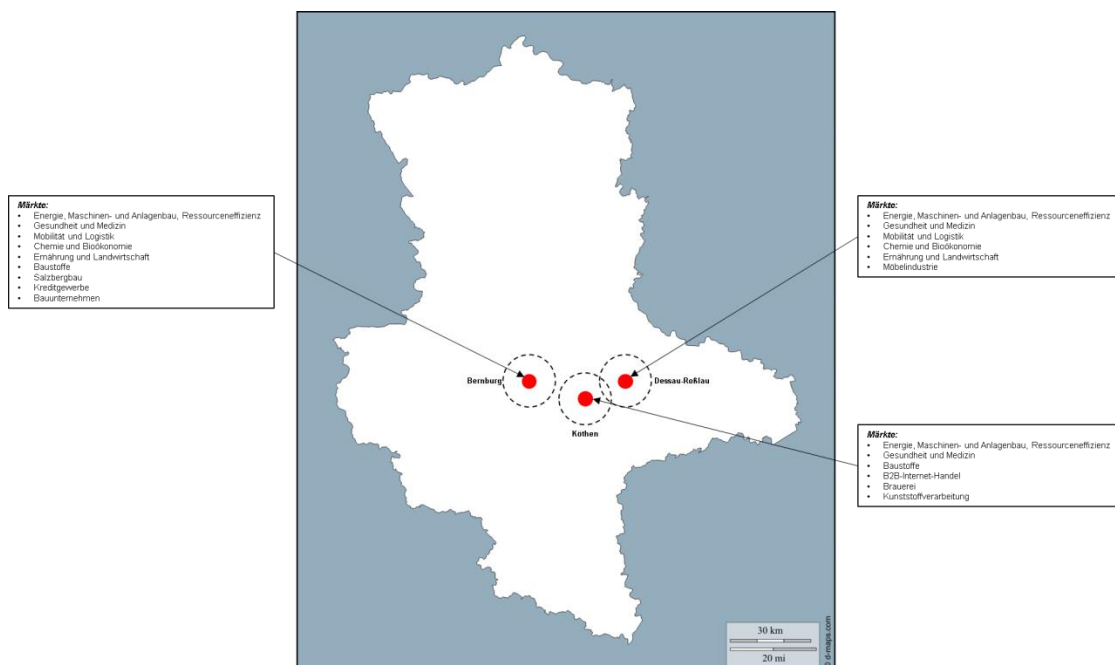 Märkte:
• Energie, Maschinen- und Anlagenbau, Ressourceneffizienz
• Gesundheit und Medizin
• Mobilität und Logistik
• Chemie und Bioökonomie
• Ernährung und Landwirtschaft
• Baustoffe
• Salzbergbau
• Kreditgewerbe
• Bauunternehmen
Märkte:
• Energie, Maschinen- und Anlagenbau, Ressourceneffizienz
• Gesundheit und Medizin
• Mobilität und Logistik
• Chemie und Bioökonomie
• Ernährung und Landwirtschaft
• Möbelindustrie
Bernburg
Dessau-Roßlau
Köthen
Märkte:
• Energie, Maschinen- und Anlagenbau, Ressourceneffizienz
• Gesundheit und Medizin
• Baustoffe
• B2B-Internet-Handel
• Brauerei
• Kunststoffverarbeitung
30 km
20 mi
© d-maps.com